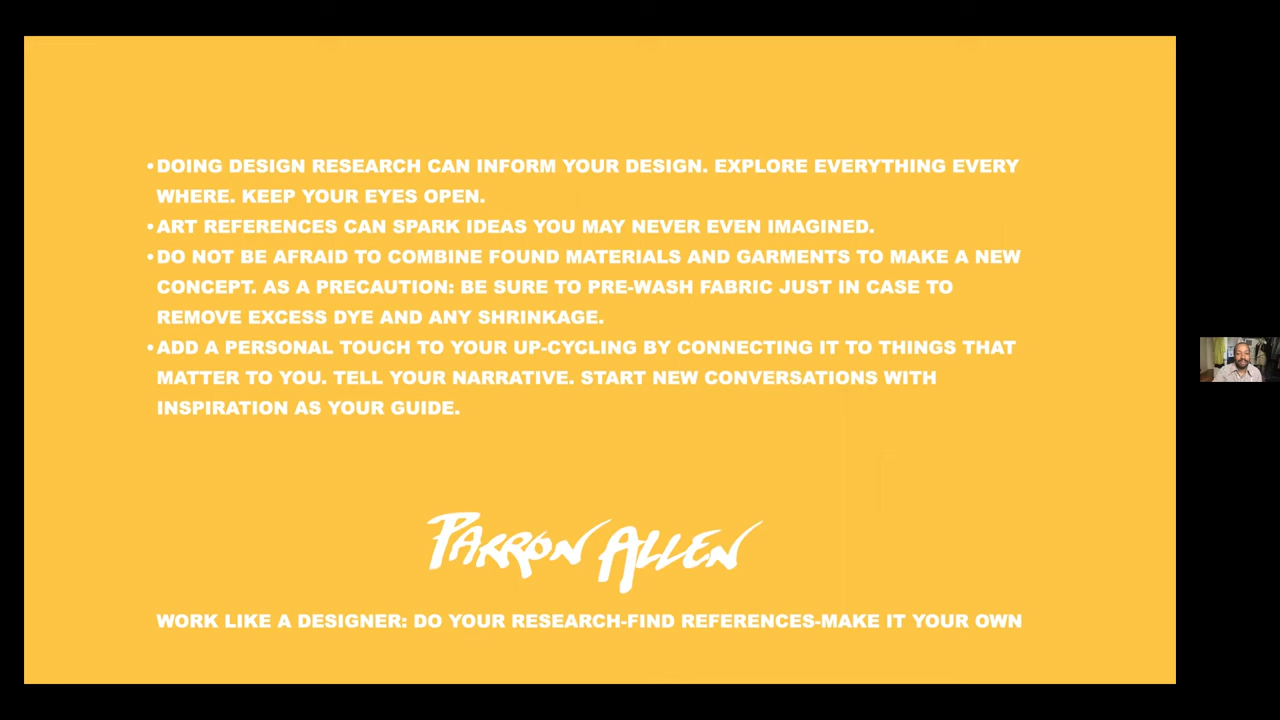 •DOING DESIGN RESEARCH CAN INFORM YOUR DESIGN. EXPLORE EVERYTHING EVERY
WHERE. KEEP YOUR EYES OPEN.
•ART REFERENCES CAN SPARK IDEAS YOU MAY NEVER EVEN IMAGINED.
•DO NOT BE AFRAID TO COMBINE FOUND MATERIALS AND GARMENTS TO MAKE A NEW
CONCEPT. AS A PRECAUTION: BE SURE TO PRE-WASH FABRIC JUST IN CASE TO
REMOVE EXCESS DYE AND ANY SHRINKAGE.
•ADD A PERSONAL TOUCH TO YOUR UP-CYCLING BY CONNECTING IT TO THINGS THAT
MATTER TO YOU. TELL YOUR NARRATIVE. START NEW CONVERSATIONS WITH
INSPIRATION AS YOUR GUIDE.
PARRON ALLEN
WORK LIKE A DESIGNER: DO YOUR RESEARCH-FIND REFERENCES-MAKE IT YOUR OWN